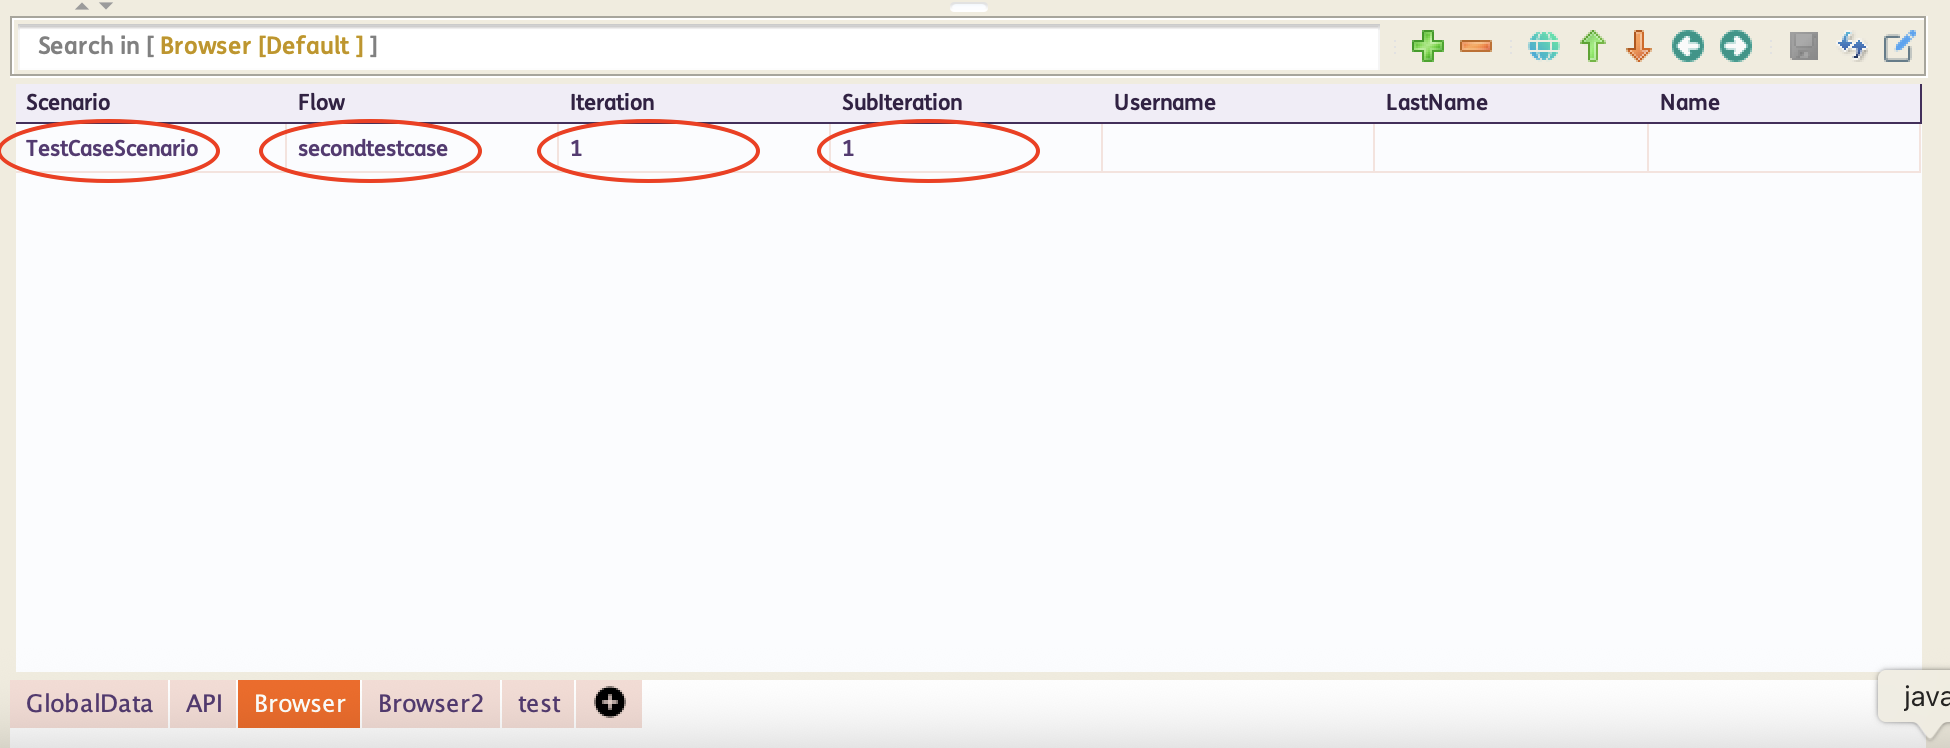 Search in [ Browser [Default ] ]
Scenario Flow Iteration SubIteration Username LastName Name
TestCaseScenario secondtestcase 1 1
GlobalData API Browser Browser2 test
java